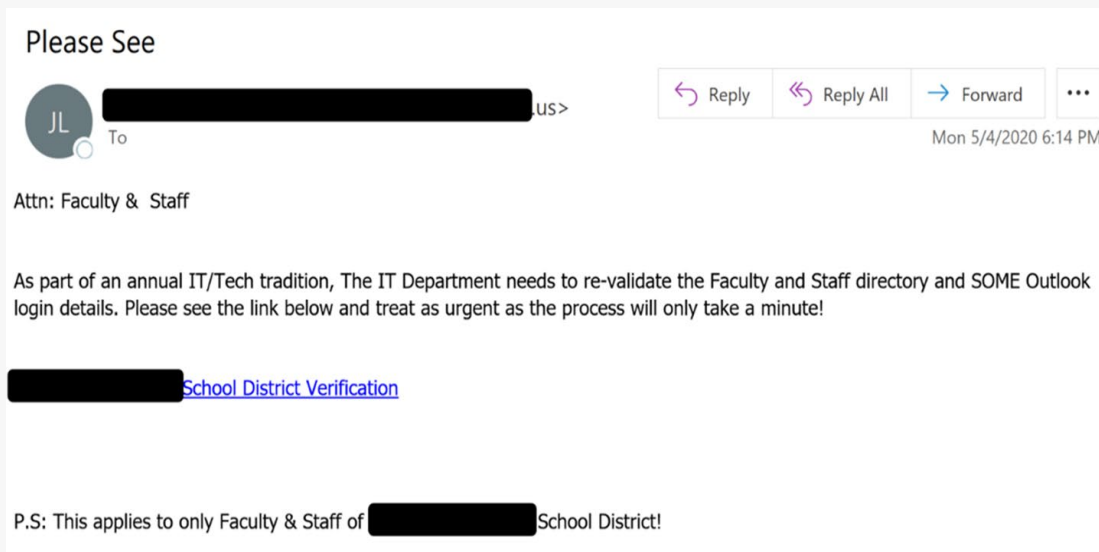 Please See
Reply
Reply All
Forward
JL
.us>
To
Mon 5/4/2020 6:14 PM
Attn: Faculty & Staff
As part of an annual IT/Tech tradition, The IT Department needs to re-validate the Faculty and Staff directory and SOME Outlook
login details. Please see the link below and treat as urgent as the process will only take a minute!
School District Verification
P.S: This applies to only Faculty & Staff of School District!